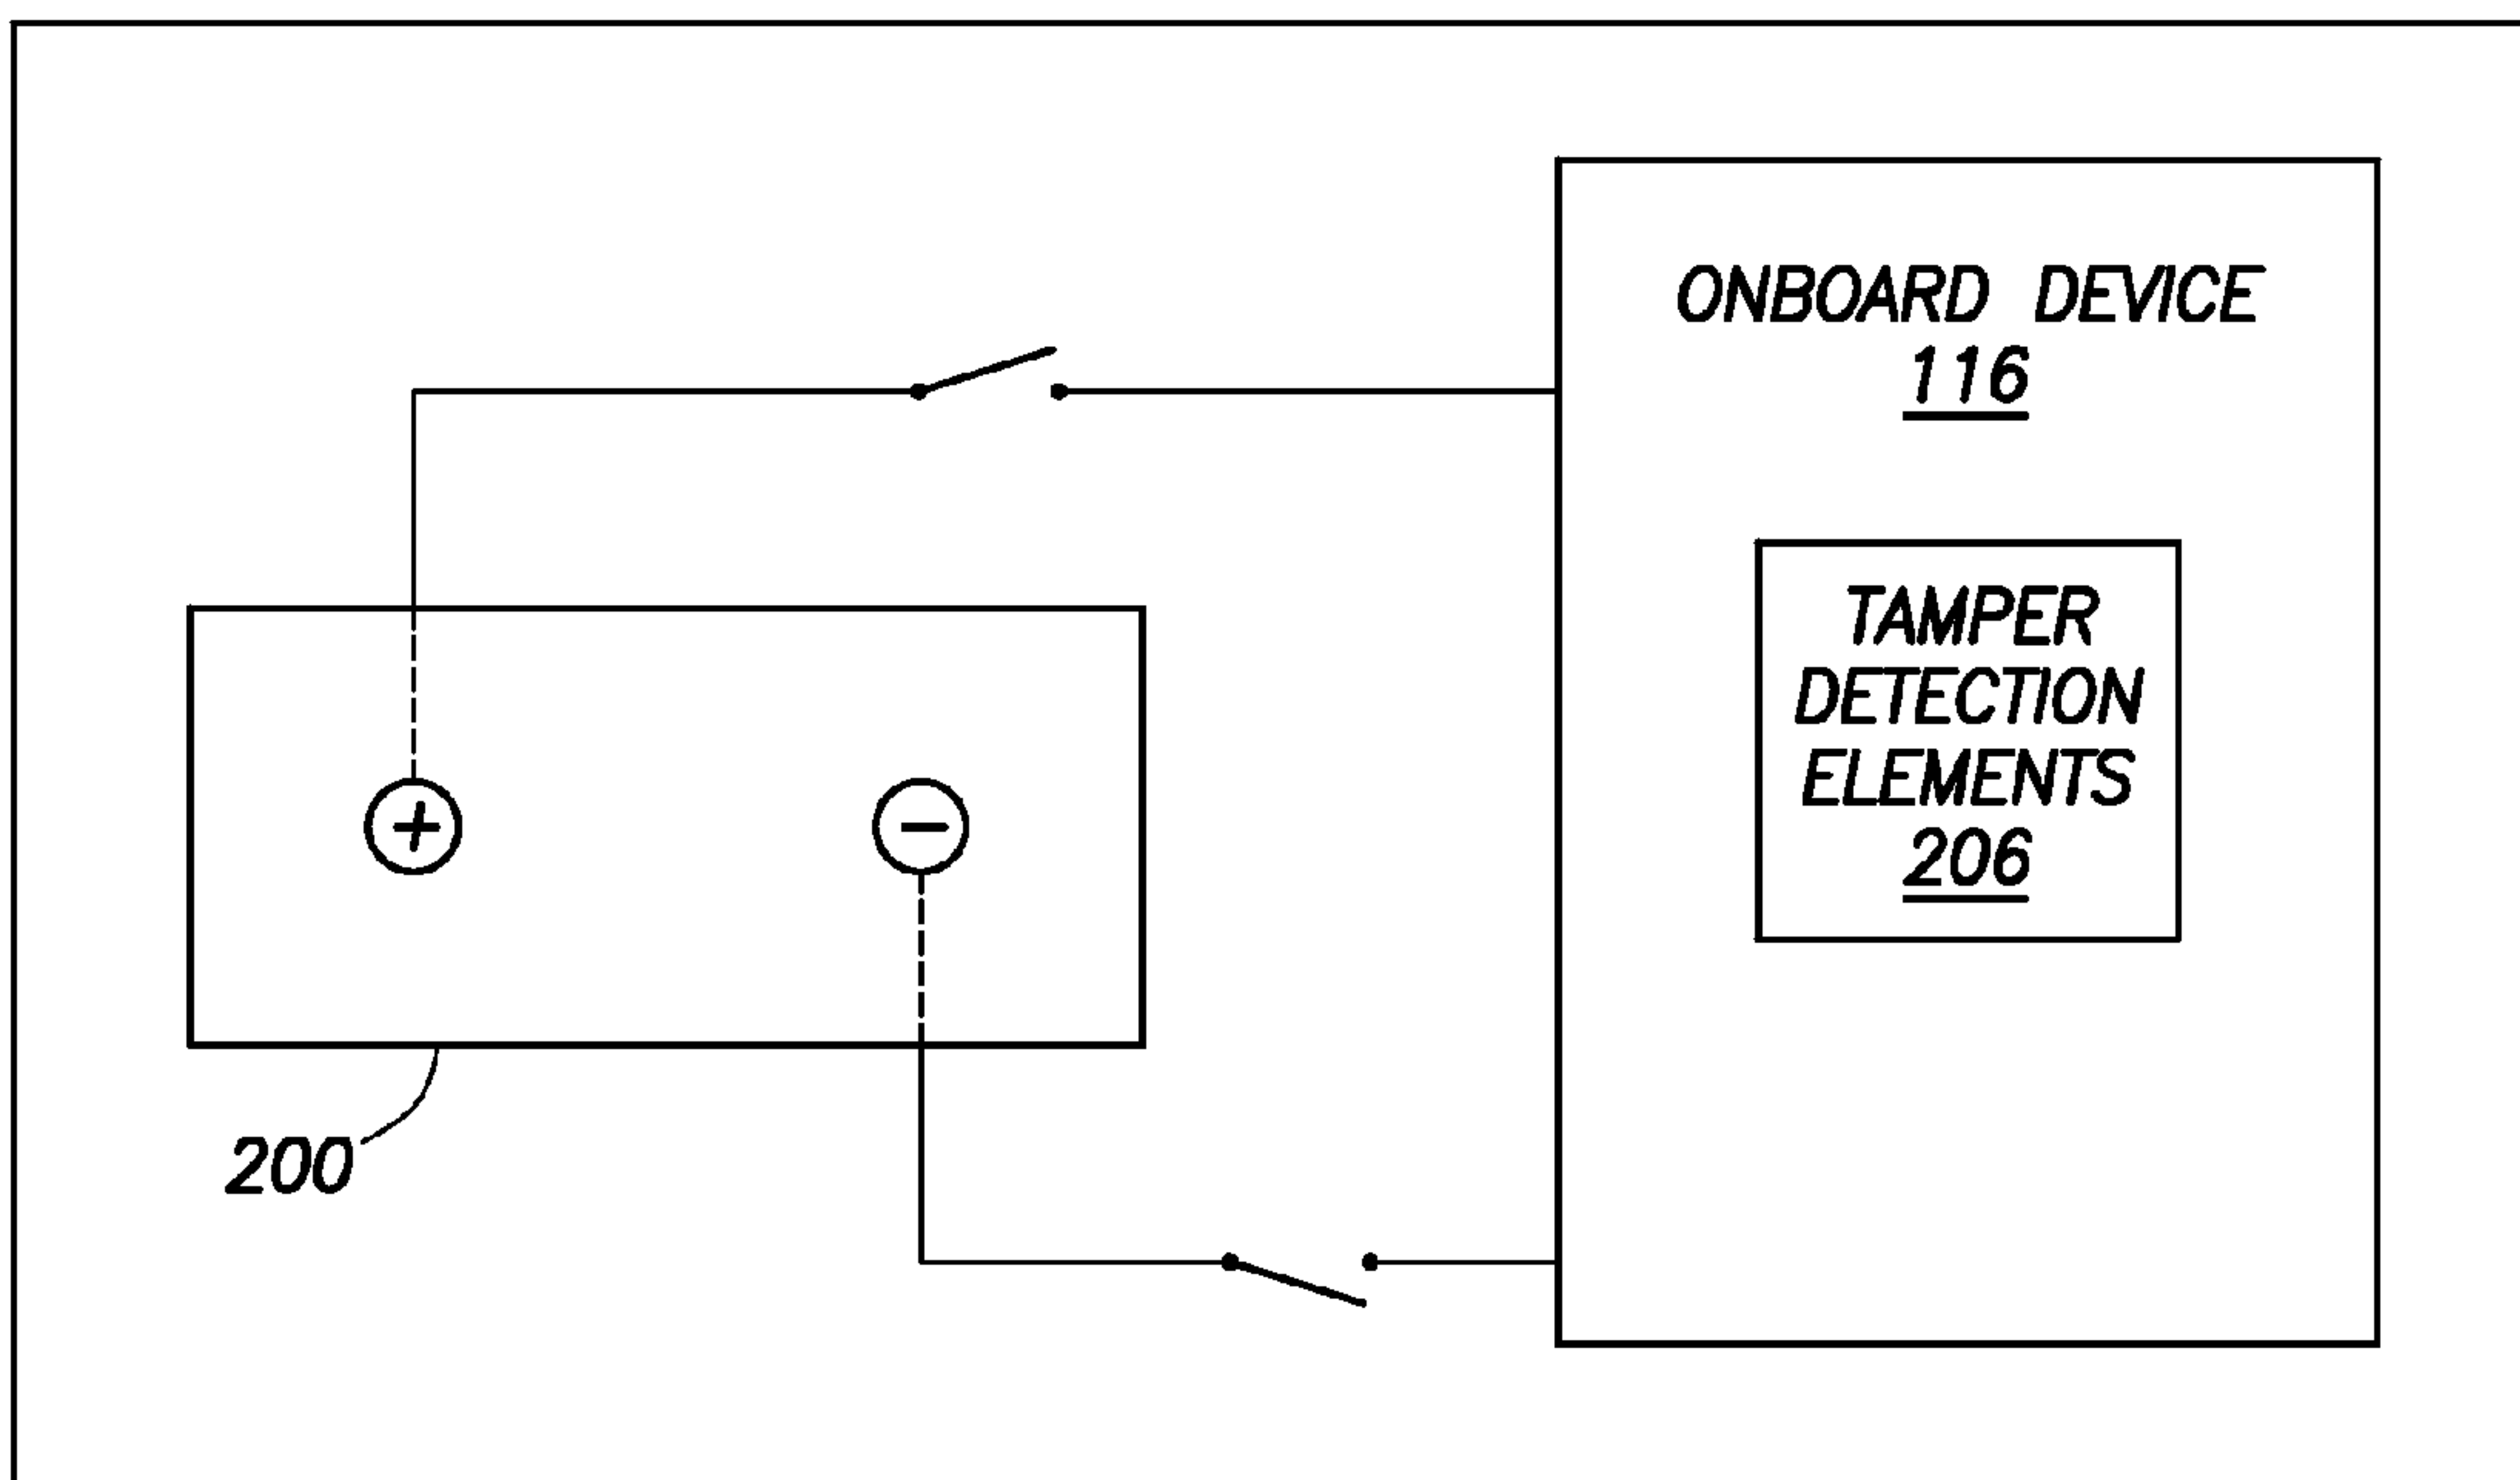 ONBOARD DEVICE
116
TAMPER
DETECTION
ELEMENTS
206
+
−
200